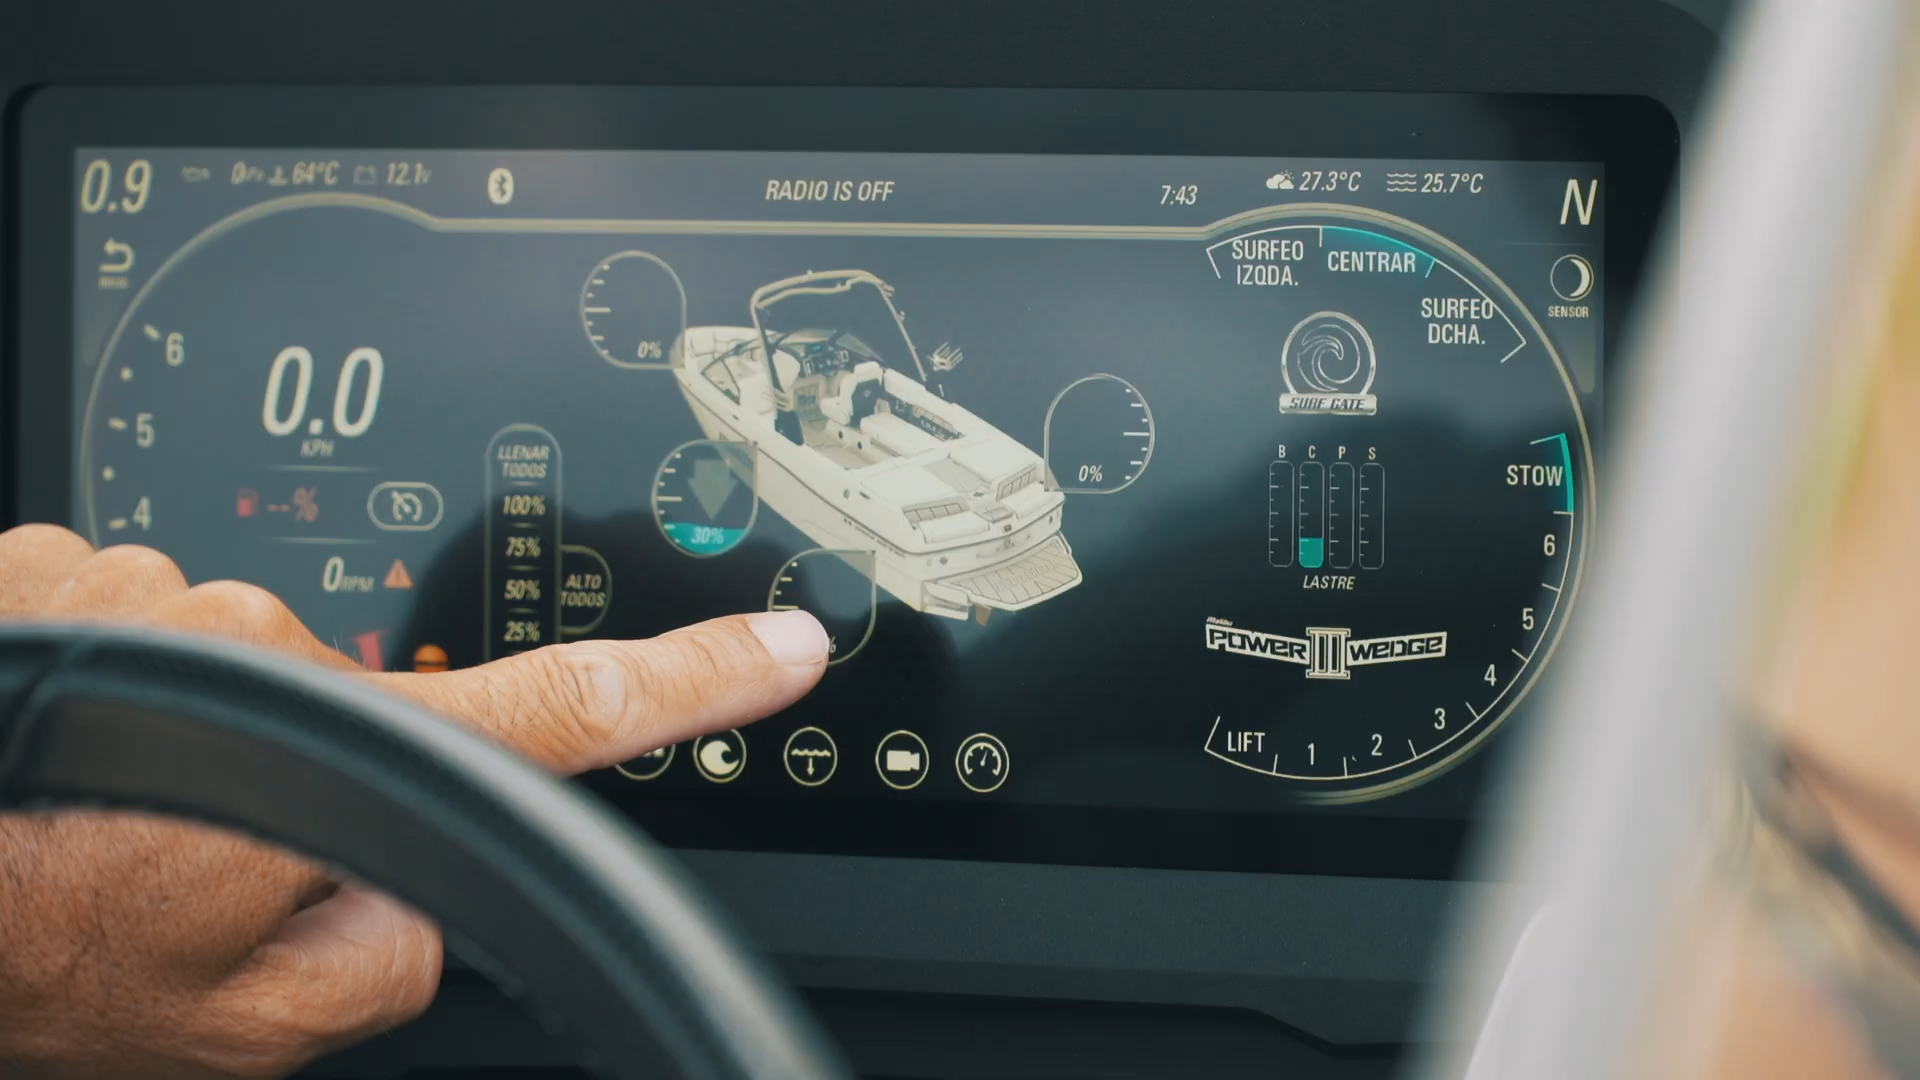 0.9
64°C
12.1V
RADIO IS OFF
7:43
27.3°C
25.7°C
N
SURFEO
IZQDA.
CENTRAR
SURFEO
DCHA.
SENSOR
6
5
4
0.0
KPH
--%
0 RPM
LLENAR
TODOS
100%
75%
50%
25%
ALTO
TODOS
0%
30%
0%
%
SURF GATE
B C P S
LASTRE
Malibu
POWER III WEDGE
STOW
6
5
4
3
2
1
LIFT